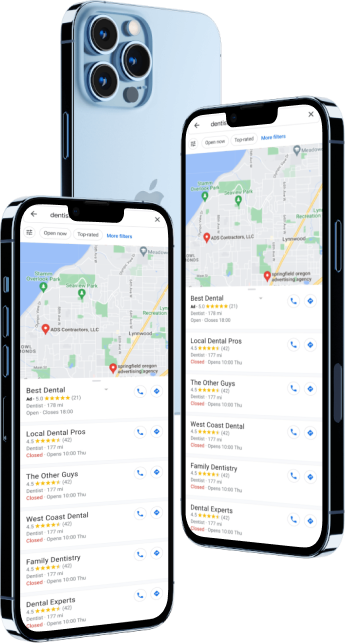 dentis
Open now
Top-rated
More filters
Meadow
Seaview Park
ADS Contractors, LLC
Lynnwood
springfield oregon
advertising agency
Best Dental
Ad · 5.0 ★★★★★ (21)
Dentist · 178 mi
Open · Closes 18:00
Local Dental Pros
4.5 ★★★★★ (42)
Dentist · 177 mi
Closed · Opens 10:00 Thu
The Other Guys
4.5 ★★★★★ (42)
Dentist · 177 mi
Closed · Opens 10:00 Thu
West Coast Dental
4.5 ★★★★★ (42)
Dentist · 177 mi
Closed · Opens 10:00 Thu
Family Dentistry
4.5 ★★★★★ (42)
Dentist · 177 mi
Closed · Opens 10:00 Thu
Dental Experts
4.5 ★★★★★ (42)
Dentist · 177 mi
Closed · Opens 10:00 Thu
dentis
Open now
Top-rated
More filters
Meadow
Seaview Park
ADS Contractors, LLC
Lynnwood
springfield oregon
advertising agency
Best Dental
Ad · 5.0 ★★★★★ (21)
Dentist · 178 mi
Open · Closes 18:00
Local Dental Pros
4.5 ★★★★★ (42)
Dentist · 177 mi
Closed · Opens 10:00 Thu
The Other Guys
4.5 ★★★★★ (42)
Dentist · 177 mi
Closed · Opens 10:00 Thu
West Coast Dental
4.5 ★★★★★ (42)
Dentist · 177 mi
Closed · Opens 10:00 Thu
Family Dentistry
4.5 ★★★★★ (42)
Dentist · 177 mi
Closed · Opens 10:00 Thu
Dental Experts
4.5 ★★★★★ (42)
Dentist · 177 mi
Closed · Opens 10:00 Thu